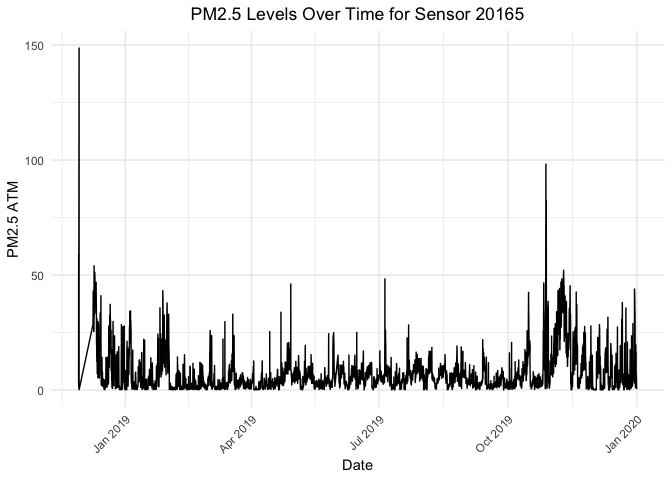 PM2.5 Levels Over Time for Sensor 20165
150
100
50
0
PM2.5 ATM
Jan 2019
Apr 2019
Jul 2019
Oct 2019
Jan 2020
Date